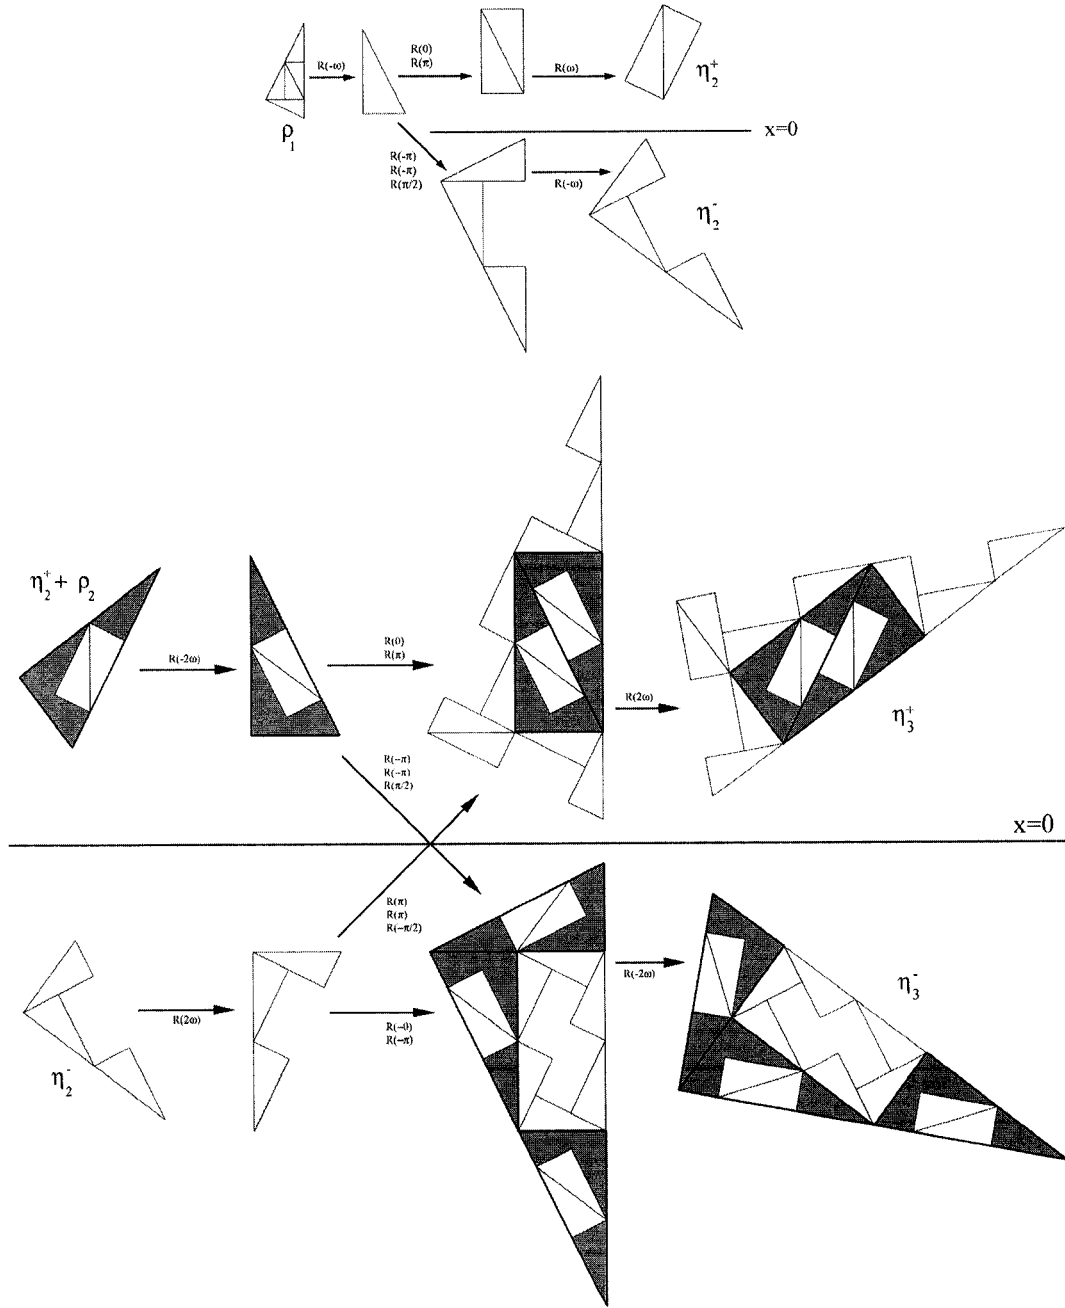 R(0)
R(π)
R(-ω)
R(ω)
η₂⁺
ρ₁
x=0
R(-π)
R(-π)
R(π/2)
R(-ω)
η₂⁻
η₂⁺ + ρ₂
R(-2ω)
R(0)
R(π)
R(2ω)
η₃⁺
R(-π)
R(-π)
R(π/2)
x=0
R(π)
R(π)
R(-π/2)
R(-2ω)
η₃⁻
R(2ω)
R(-0)
R(-π)
η₂⁻